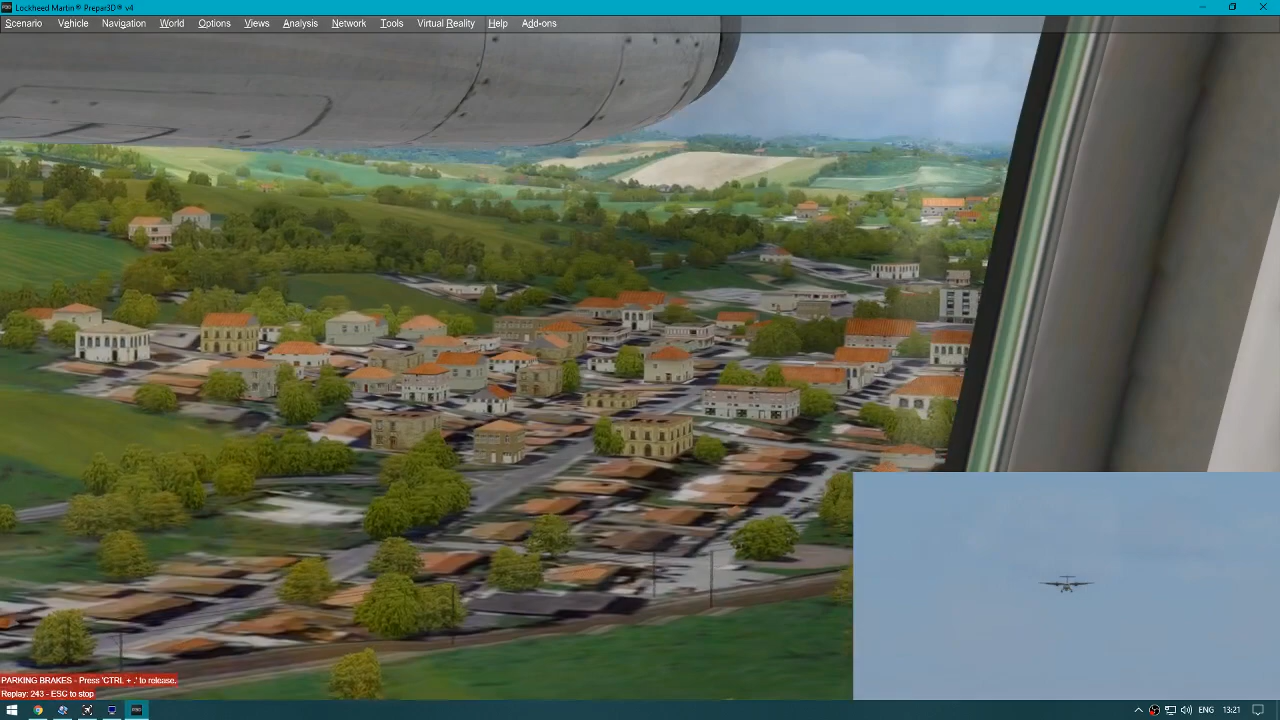 Lockheed Martin® Prepar3D® v4
Scenario Vehicle Navigation World Options Views Analysis Network Tools Virtual Reality Help Add-ons
PARKING BRAKES - Press 'CTRL + .' to release.
Replay: 243 - ESC to stop
ENG 13:21